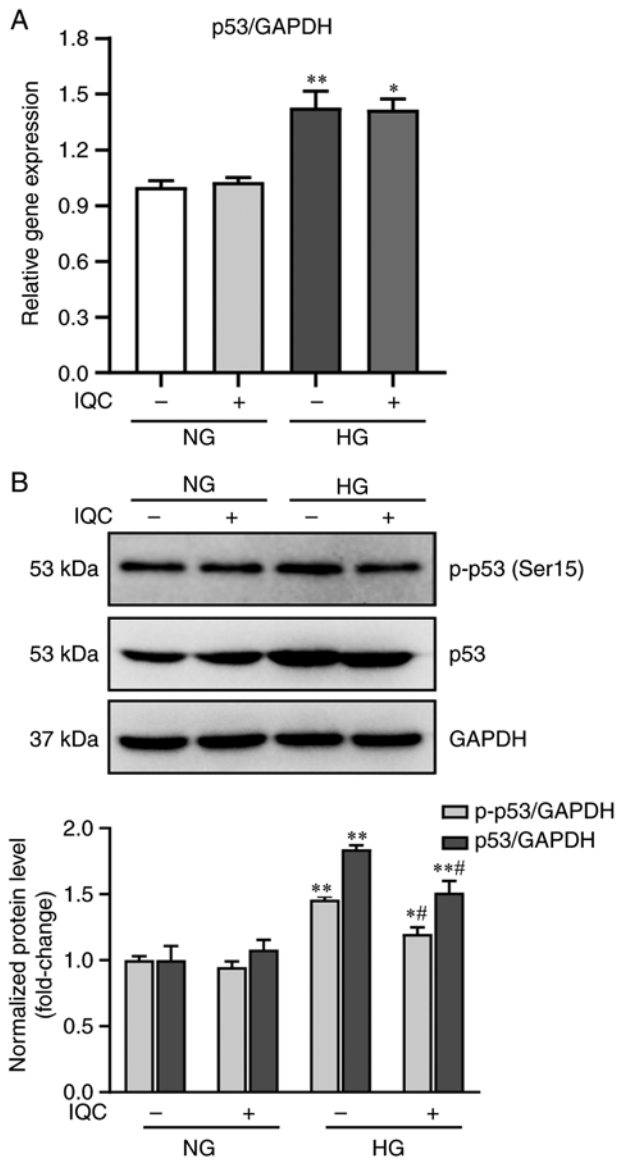 A
p53/GAPDH
Relative gene expression
1.8
1.5
1.2
0.9
0.6
0.3
0.0
** *
IQC − + − +
NG HG
B
NG HG
IQC − + − +
53 kDa p-p53 (Ser15)
53 kDa p53
37 kDa GAPDH
p-p53/GAPDH
p53/GAPDH
Normalized protein level
(fold-change)
2.0
1.5
1.0
0.5
0.0
** ** *# **#
IQC − + − +
NG HG